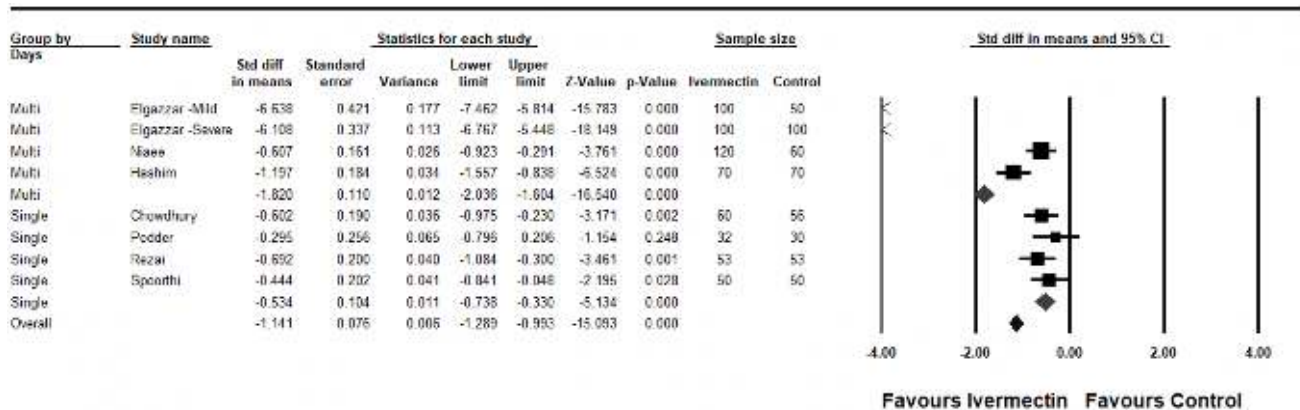 Group by Study name Statistics for each study Sample size Std diff in means and 95% CI
Days
Std diff Standard Lower Upper
in means error Variance limit limit Z-Value p-Value Ivermectin Control
Multi Elgazzar -Mild -6.638 0.421 0.177 -7.462 -5.814 -15.783 0.000 100 50
Multi Elgazzar -Severe -6.108 0.337 0.113 -6.767 -5.448 -18.149 0.000 100 100
Multi Niaee -0.607 0.161 0.026 -0.923 -0.291 -3.761 0.000 120 60
Multi Hashim -1.197 0.184 0.034 -1.557 -0.838 -6.524 0.000 70 70
Multi -1.820 0.110 0.012 -2.036 -1.604 -16.540 0.000
Single Chowdhury -0.602 0.190 0.036 -0.975 -0.230 -3.171 0.002 60 56
Single Podder -0.295 0.256 0.065 -0.796 0.206 -1.154 0.248 32 30
Single Rezai -0.692 0.200 0.040 -1.084 -0.300 -3.461 0.001 53 53
Single Spoorthi -0.444 0.202 0.041 -0.841 -0.048 -2.195 0.028 50 50
Single -0.534 0.104 0.011 -0.738 -0.330 -5.134 0.000
Overall -1.141 0.076 0.006 -1.289 -0.993 -15.093 0.000
-4.00 -2.00 0.00 2.00 4.00
Favours Ivermectin Favours Control